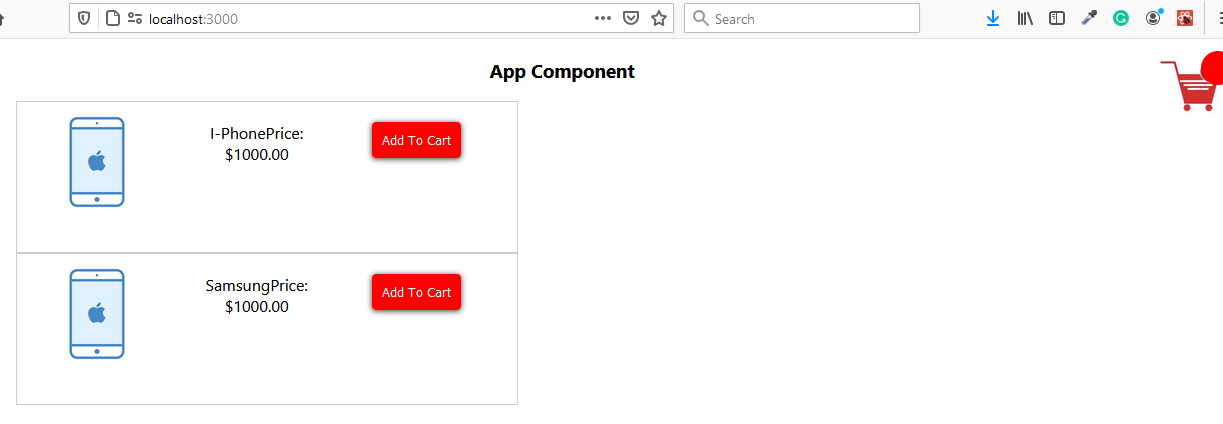 localhost:3000
Search
App Component
I-PhonePrice:
$1000.00
Add To Cart
SamsungPrice:
$1000.00
Add To Cart